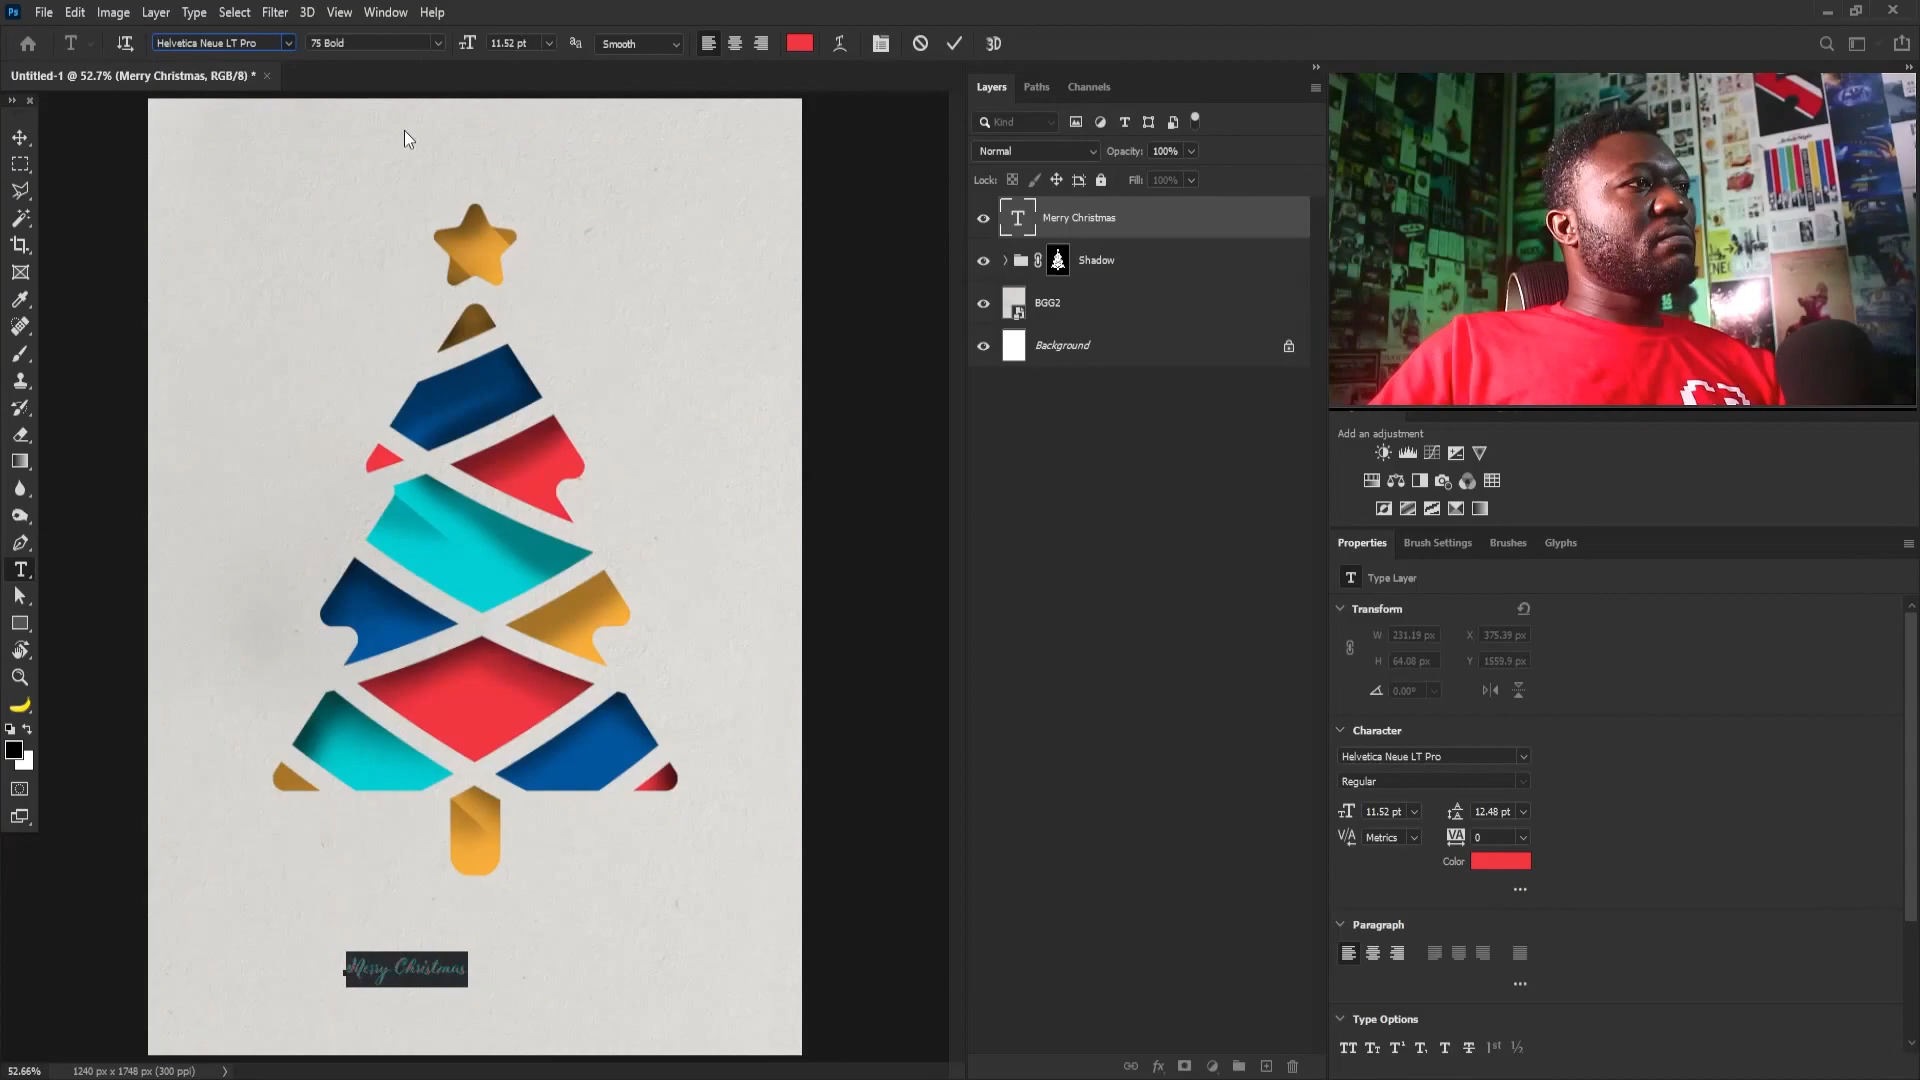 Ps File Edit Image Layer Type Select Filter 3D View Window Help
Helvetica Neue LT Pro 75 Bold 11.52 pt Smooth 3D
Untitled-1 @ 52.7% (Merry Christmas, RGB/8) *
Layers Paths Channels
Kind
Normal Opacity: 100%
Lock: Fill: 100%
Merry Christmas
Shadow
BGG2
Background
Add an adjustment
Properties Brush Settings Brushes Glyphs
Type Layer
Transform
W 231.19 px X 375.39 px
H 64.08 px Y 1559.9 px
0.00°
Character
Helvetica Neue LT Pro
Regular
11.52 pt 12.48 pt
Metrics 0
Color
Paragraph
Type Options
Merry Christmas
52.66% 1240 px x 1748 px (300 ppi)